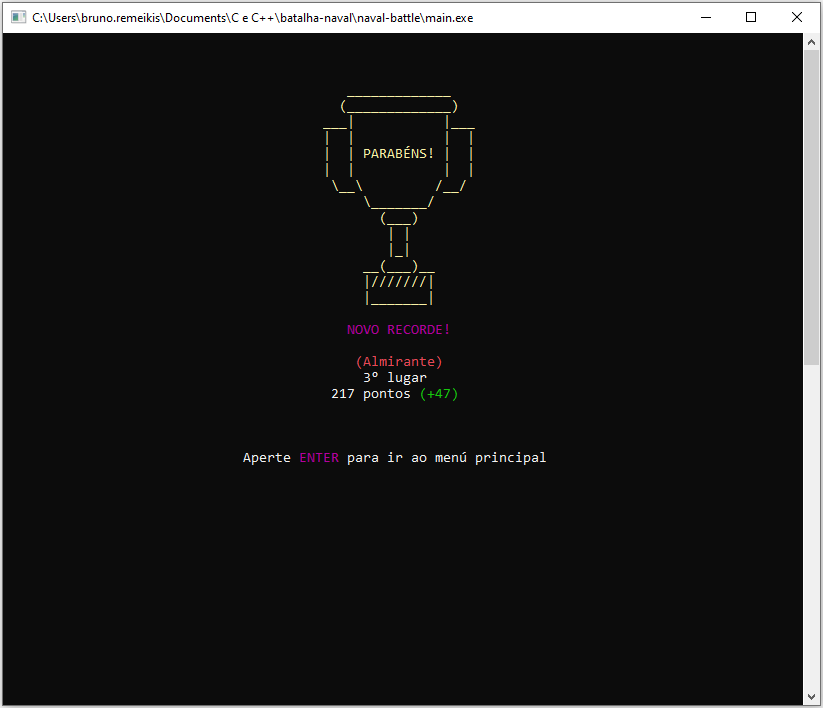 C:\Users\bruno.remeikis\Documents\C e C++\batalha-naval\naval-battle\main.exe
PARABÉNS!
NOVO RECORDE!
(Almirante)
3º lugar
217 pontos (+47)
Aperte ENTER para ir ao menú principal